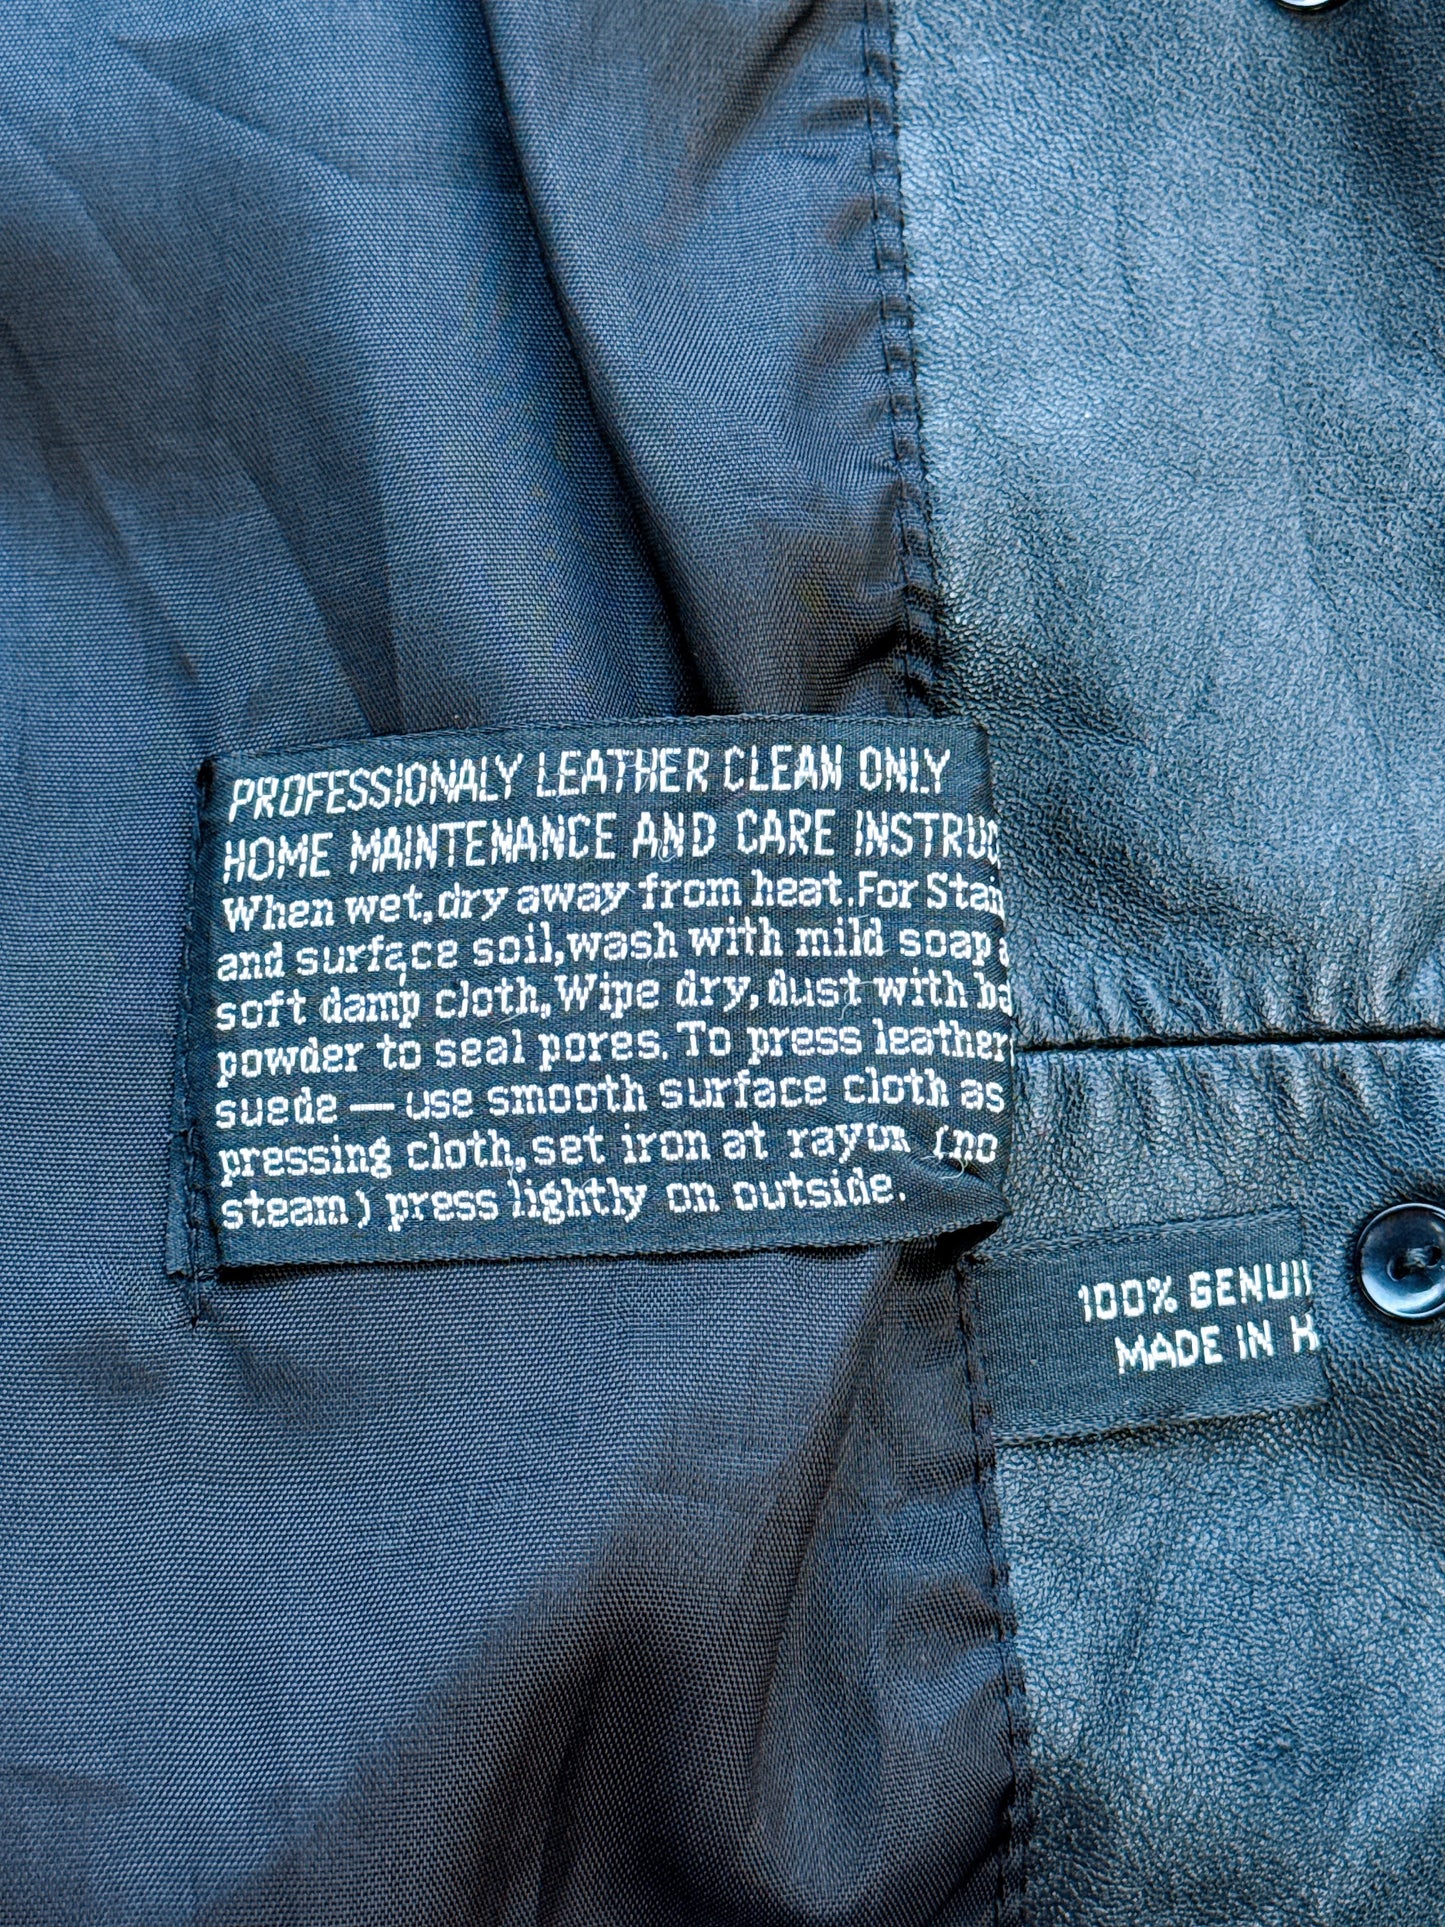 PROFESSIONALY LEATHER CLEAN ONLY
HOME MAINTENANCE AND CARE INSTRUC
When wet,dry away from heat.For Stan
and surface soil,wash with mild soap a
soft damp cloth,Wipe dry,dust with ba
powder to seal pores. To press leather
suede — use smooth surface cloth as
pressing cloth,set iron at rayon (no
steam) press lightly on outside.
100% GENUI
MADE IN